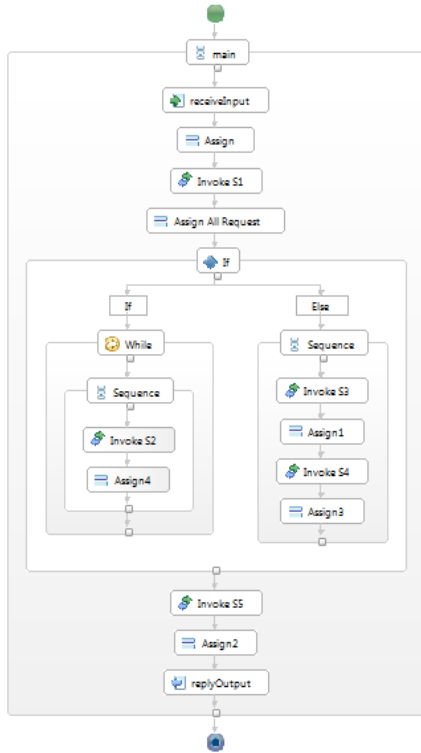 main
receiveInput
Assign
Invoke S1
Assign All Request
If
If
Else
While
Sequence
Sequence
Invoke S3
Invoke S2
Assign1
Assign4
Invoke S4
Assign3
Invoke S5
Assign2
replyOutput